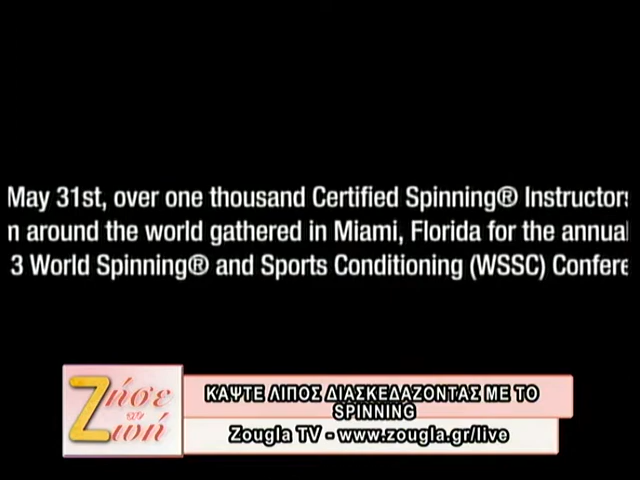 May 31st, over one thousand Certified Spinning® Instructors
m around the world gathered in Miami, Florida for the annual
3 World Spinning® and Sports Conditioning (WSSC) Confere
Ζήσε
την
Ζωή
ΚΑΨΤΕ ΛΙΠΟΣ ΔΙΑΣΚΕΔΑΖΟΝΤΑΣ ΜΕ ΤΟ
SPINNING
Zougla TV - www.zougla.gr/live